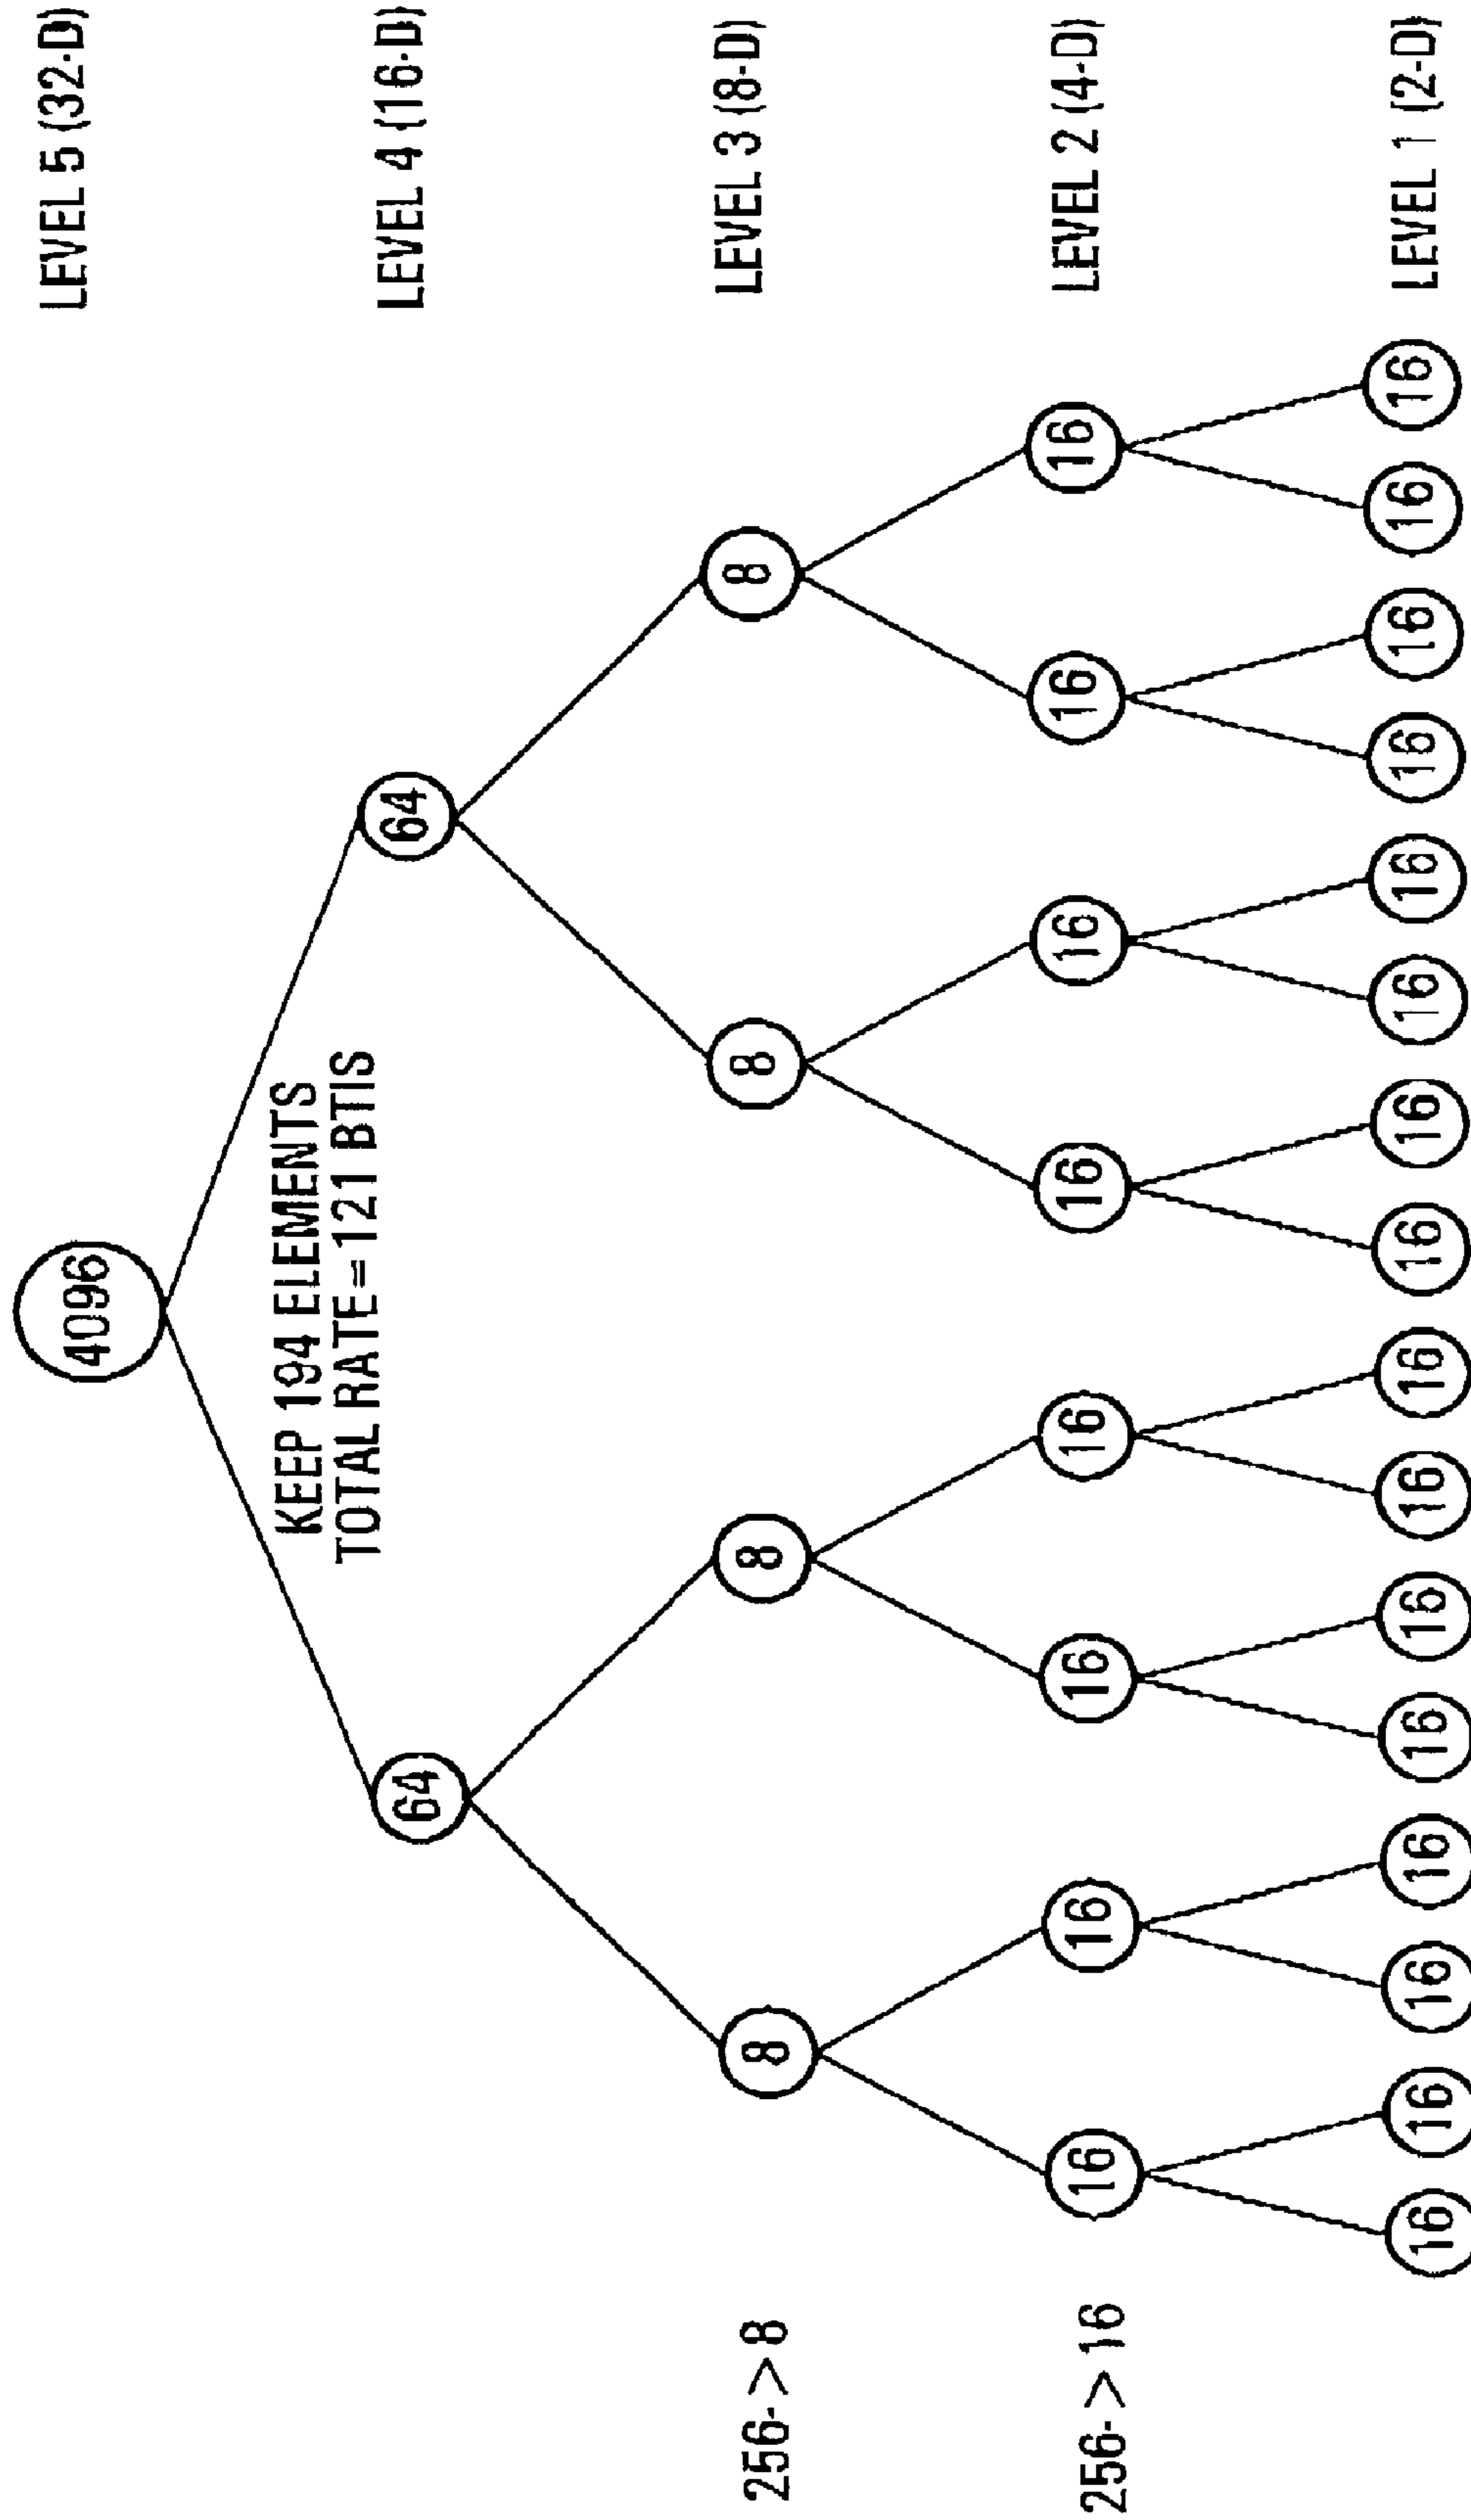 4096 LEVEL 5 (32-D)
KEEP 194 ELEMENTS
TOTAL RATE = 121 BTIS
64 64 LEVEL 4 (16-D)
256- > 8 8 8 8 8 LEVEL 3 (8-D)
256- > 16 16 16 16 16 16 16 16 16 LEVEL 2 (4-D)
16 16 16 16 16 16 16 16 16 16 16 16 16 16 16 16 LEVEL 1 (2-D)